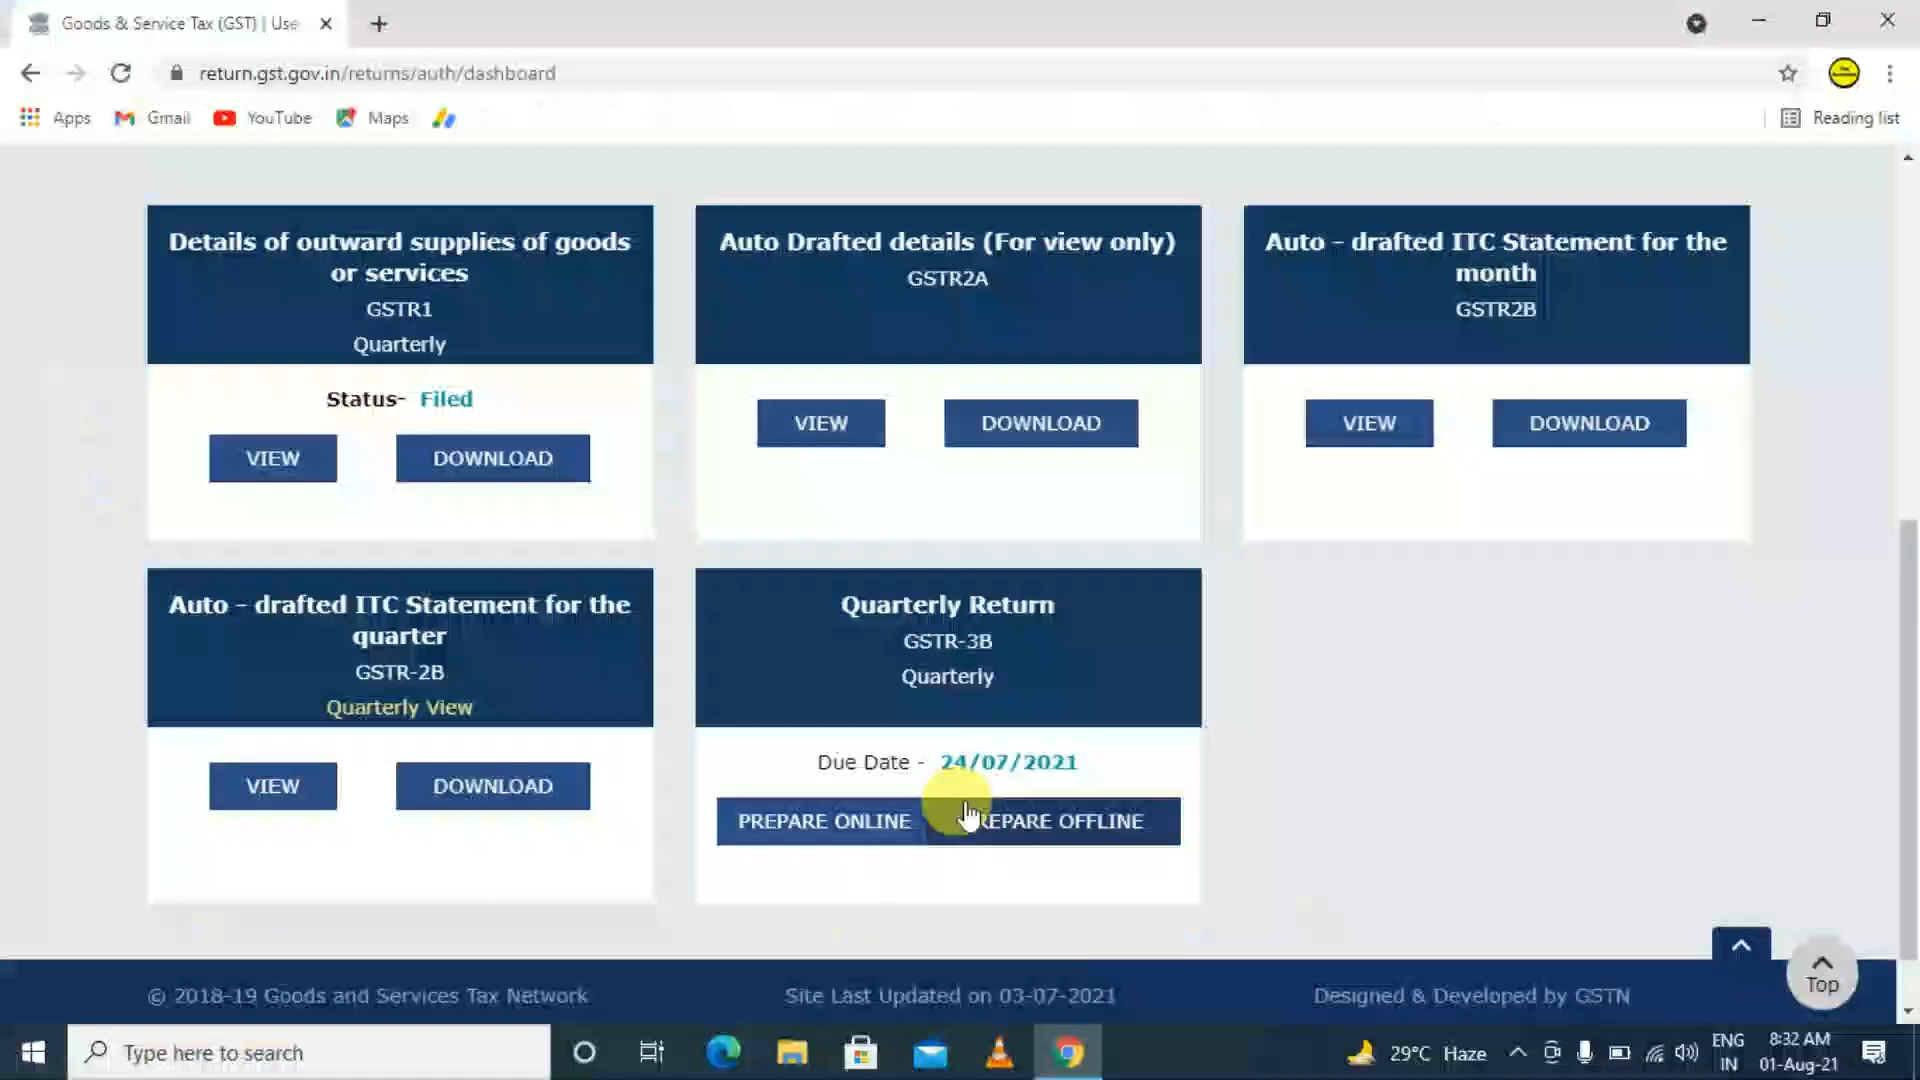 Goods & Service Tax (GST) | Use
return.gst.gov.in/returns/auth/dashboard
Apps
Gmail
YouTube
Maps
Reading list
Details of outward supplies of goods
or services
GSTR1
Quarterly
Status- Filed
VIEW
DOWNLOAD
Auto Drafted details (For view only)
GSTR2A
VIEW
DOWNLOAD
Auto - drafted ITC Statement for the
month
GSTR2B
VIEW
DOWNLOAD
Auto - drafted ITC Statement for the
quarter
GSTR-2B
Quarterly View
VIEW
DOWNLOAD
Quarterly Return
GSTR-3B
Quarterly
Due Date - 24/07/2021
PREPARE ONLINE
REPARE OFFLINE
Top
© 2018-19 Goods and Services Tax Network
Site Last Updated on 03-07-2021
Designed & Developed by GSTN
Type here to search
29°C Haze
ENG
IN
8:32 AM
01-Aug-21